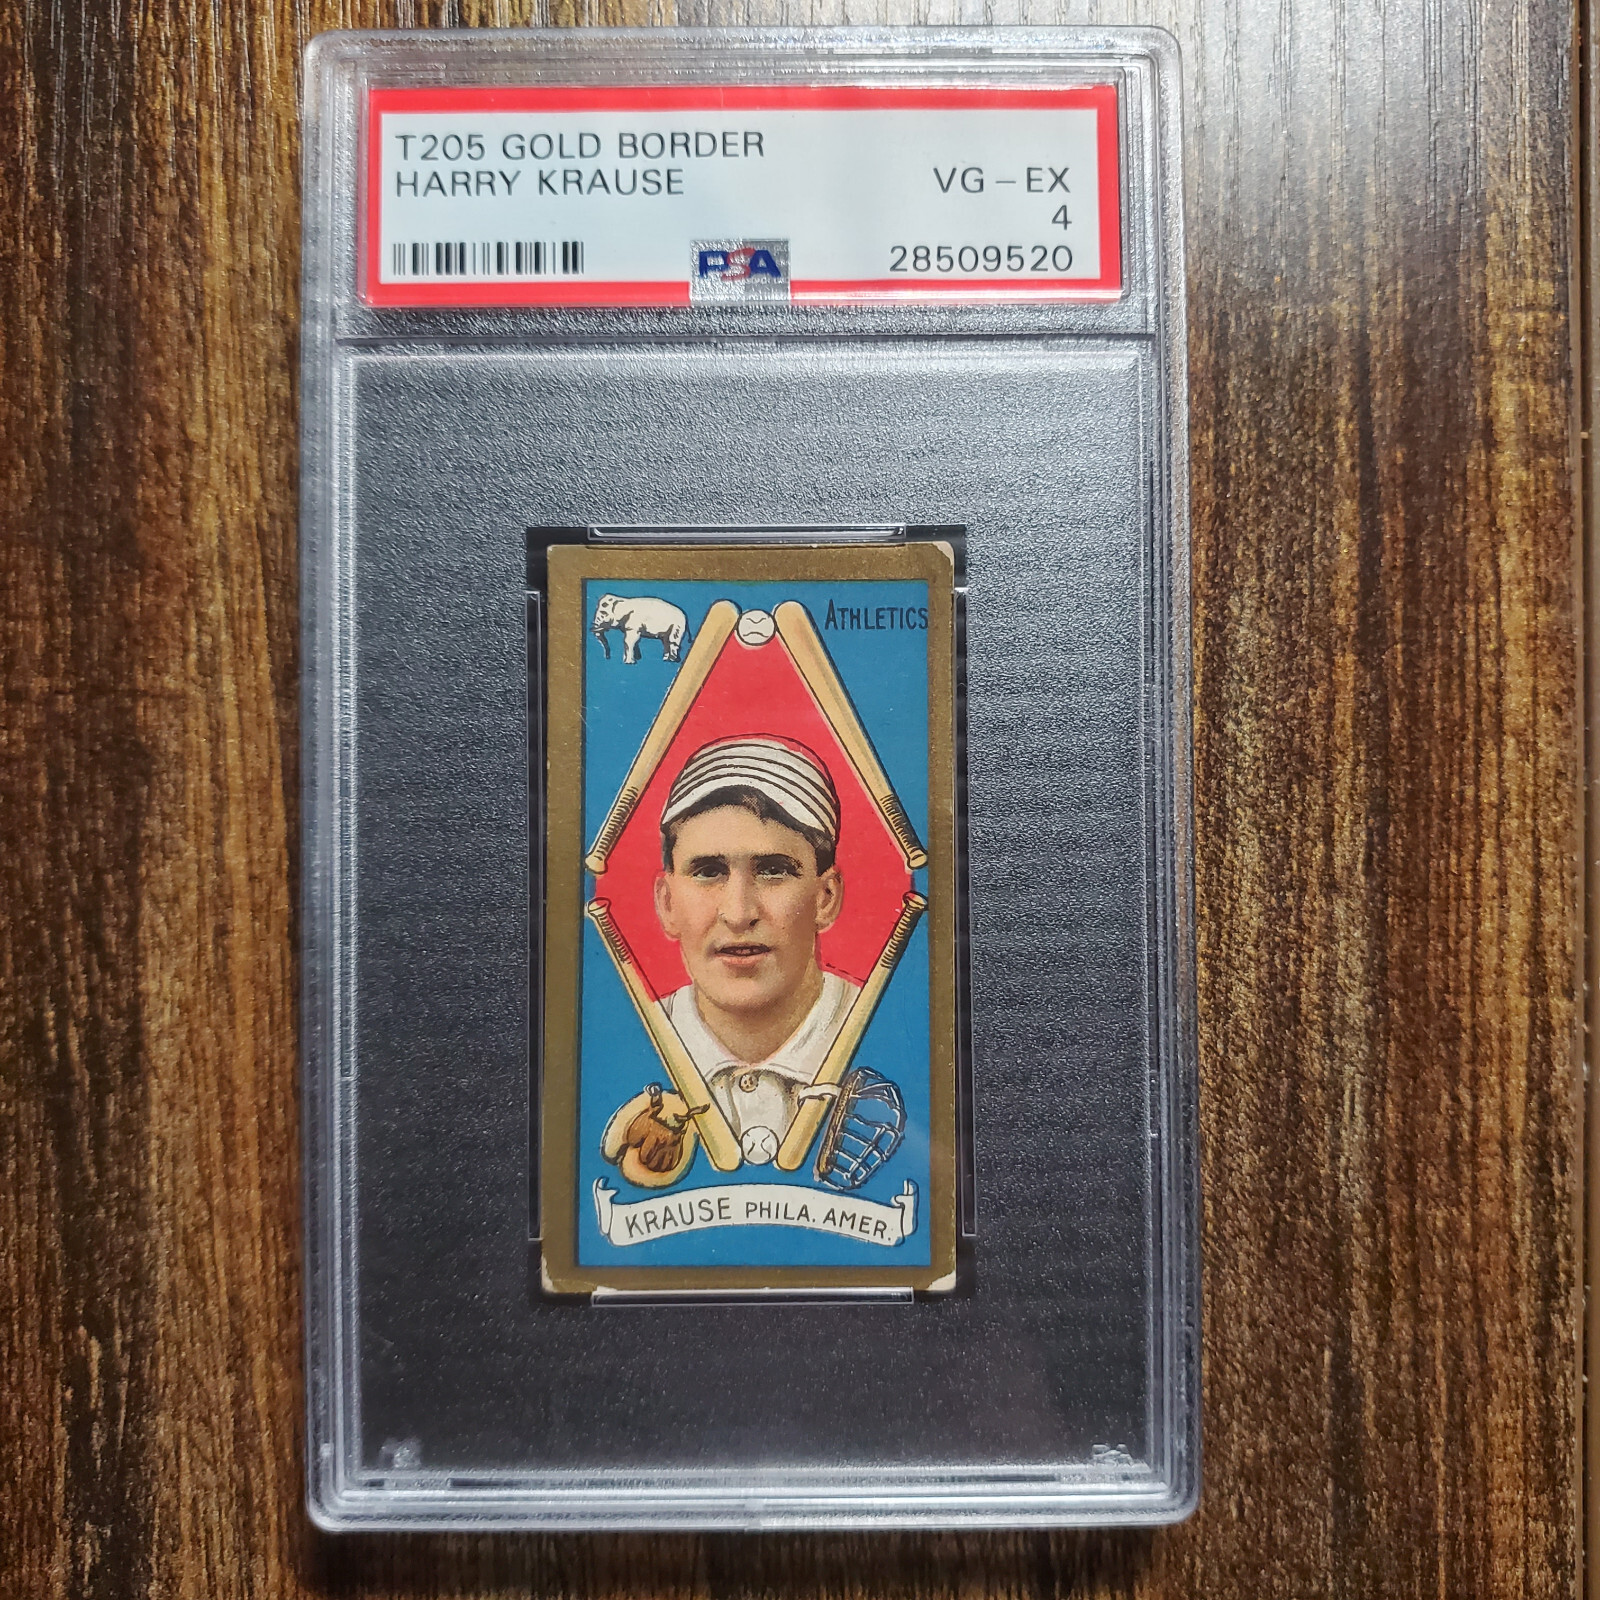 T205 GOLD BORDER
HARRY KRAUSE
VG-EX
4
PSA
28509520
ATHLETICS
KRAUSE PHILA. AMER.